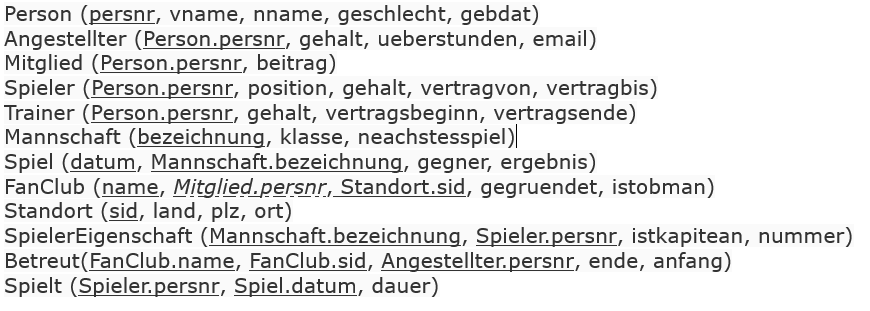 Person (persnr, vname, nname, geschlecht, gebdat)
Angestellter (Person.persnr, gehalt, ueberstunden, email)
Mitglied (Person.persnr, beitrag)
Spieler (Person.persnr, position, gehalt, vertragvon, vertragbis)
Trainer (Person.persnr, gehalt, vertragsbeginn, vertragsende)
Mannschaft (bezeichnung, klasse, neachstesspiel)
Spiel (datum, Mannschaft.bezeichnung, gegner, ergebnis)
FanClub (name, Mitglied.persnr, Standort.sid, gegruendet, istobman)
Standort (sid, land, plz, ort)
SpielerEigenschaft (Mannschaft.bezeichnung, Spieler.persnr, istkapitean, nummer)
Betreut(FanClub.name, FanClub.sid, Angestellter.persnr, ende, anfang)
Spielt (Spieler.persnr, Spiel.datum, dauer)